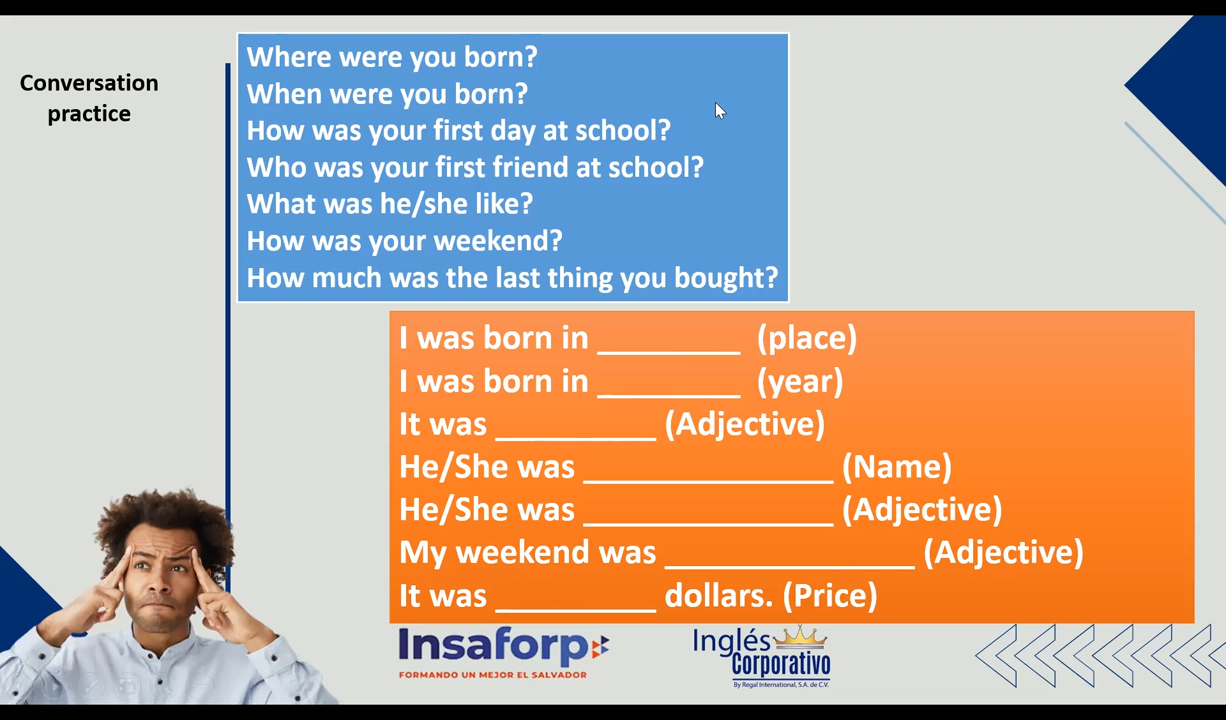 Conversation
practice
Where were you born?
When were you born?
How was your first day at school?
Who was your first friend at school?
What was he/she like?
How was your weekend?
How much was the last thing you bought?
I was born in _________ (place)
I was born in _________ (year)
It was __________ (Adjective)
He/She was ________________ (Name)
He/She was ________________ (Adjective)
My weekend was ________________ (Adjective)
It was __________ dollars. (Price)
Insaforp
FORMANDO UN MEJOR EL SALVADOR
Inglés
Corporativo
By Regal International, S.A. de C.V.